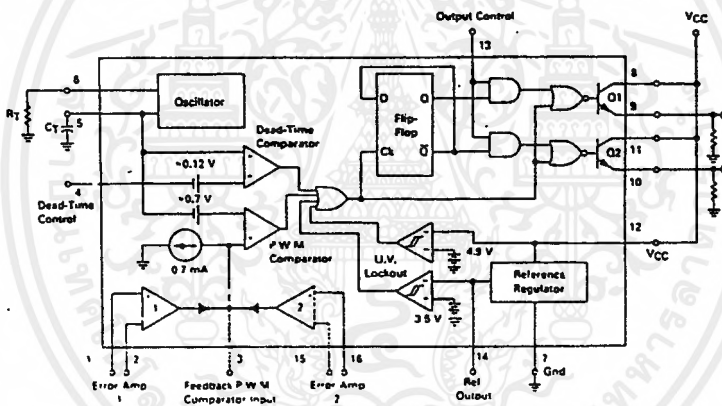 Output Control
VCC
13
6
RT
Oscillator
5
CT
D
Q
Flip-
Flop
Ck
Q̅
8
Q1
9
11
Q2
10
Dead-Time
Comparator
≈0.12 V
4
Dead-Time
Control
≈0.7 V
P W M
Comparator
0.7 mA
U.V.
Lockout
4.9 V
12
VCC
Reference
Regulator
3.5 V
1
2
1
2
3
15
16
14
7
Gnd
Error Amp
1
Feedback P W M
Comparator Input
Error Amp
2
Ref
Output